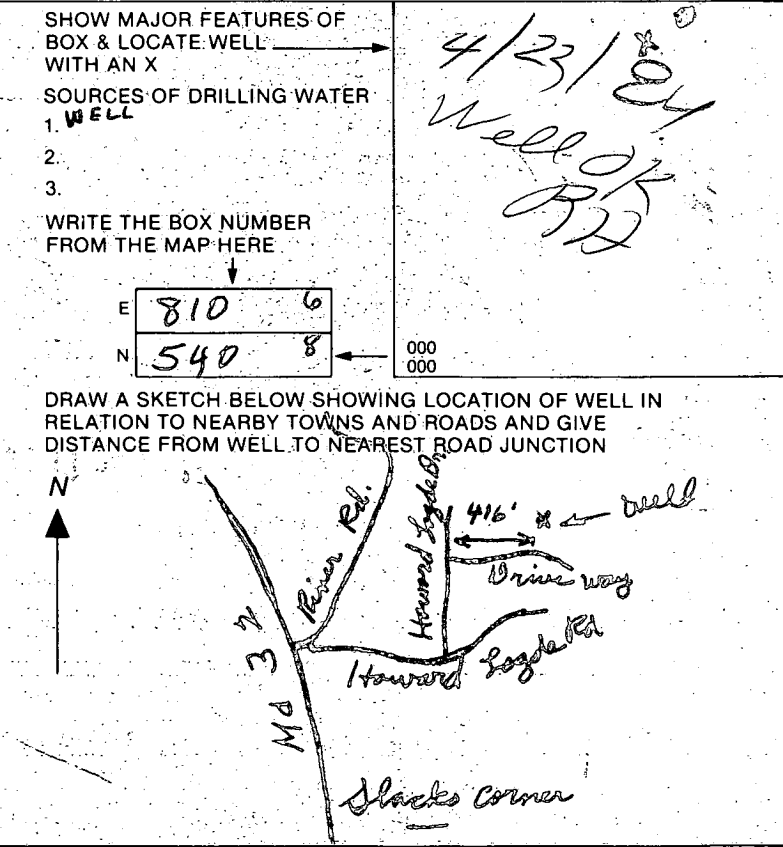 SHOW MAJOR FEATURES OF
BOX & LOCATE WELL
WITH AN X
SOURCES OF DRILLING WATER
1. WELL
2.
3.
WRITE THE BOX NUMBER
FROM THE MAP HERE
E 810 6
N 540 8
4/23/84
Well OK
000
000
DRAW A SKETCH BELOW SHOWING LOCATION OF WELL IN
RELATION TO NEARBY TOWNS AND ROADS AND GIVE
DISTANCE FROM WELL TO NEAREST ROAD JUNCTION
N
River Rd.
Howard Logde Dr
416'
well
Drive way
Howard Logde Rd
Md 32
Slacks Corner